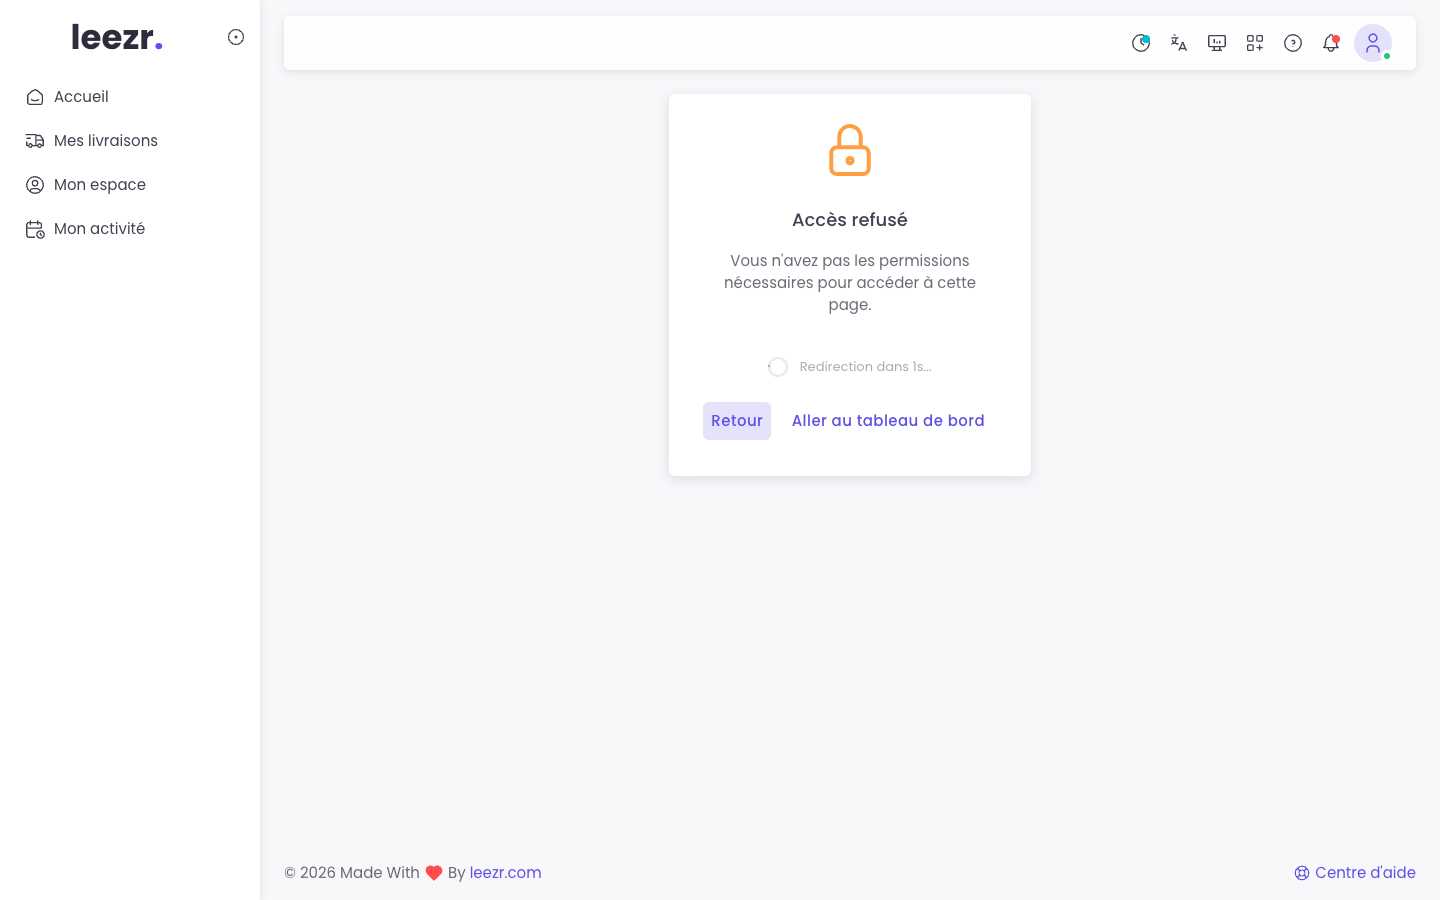 leezr.
Accueil
Mes livraisons
Mon espace
Mon activité
Accès refusé
Vous n'avez pas les permissions
nécessaires pour accéder à cette
page.
Redirection dans 1s...
Retour
Aller au tableau de bord
© 2026 Made With By leezr.com
Centre d'aide